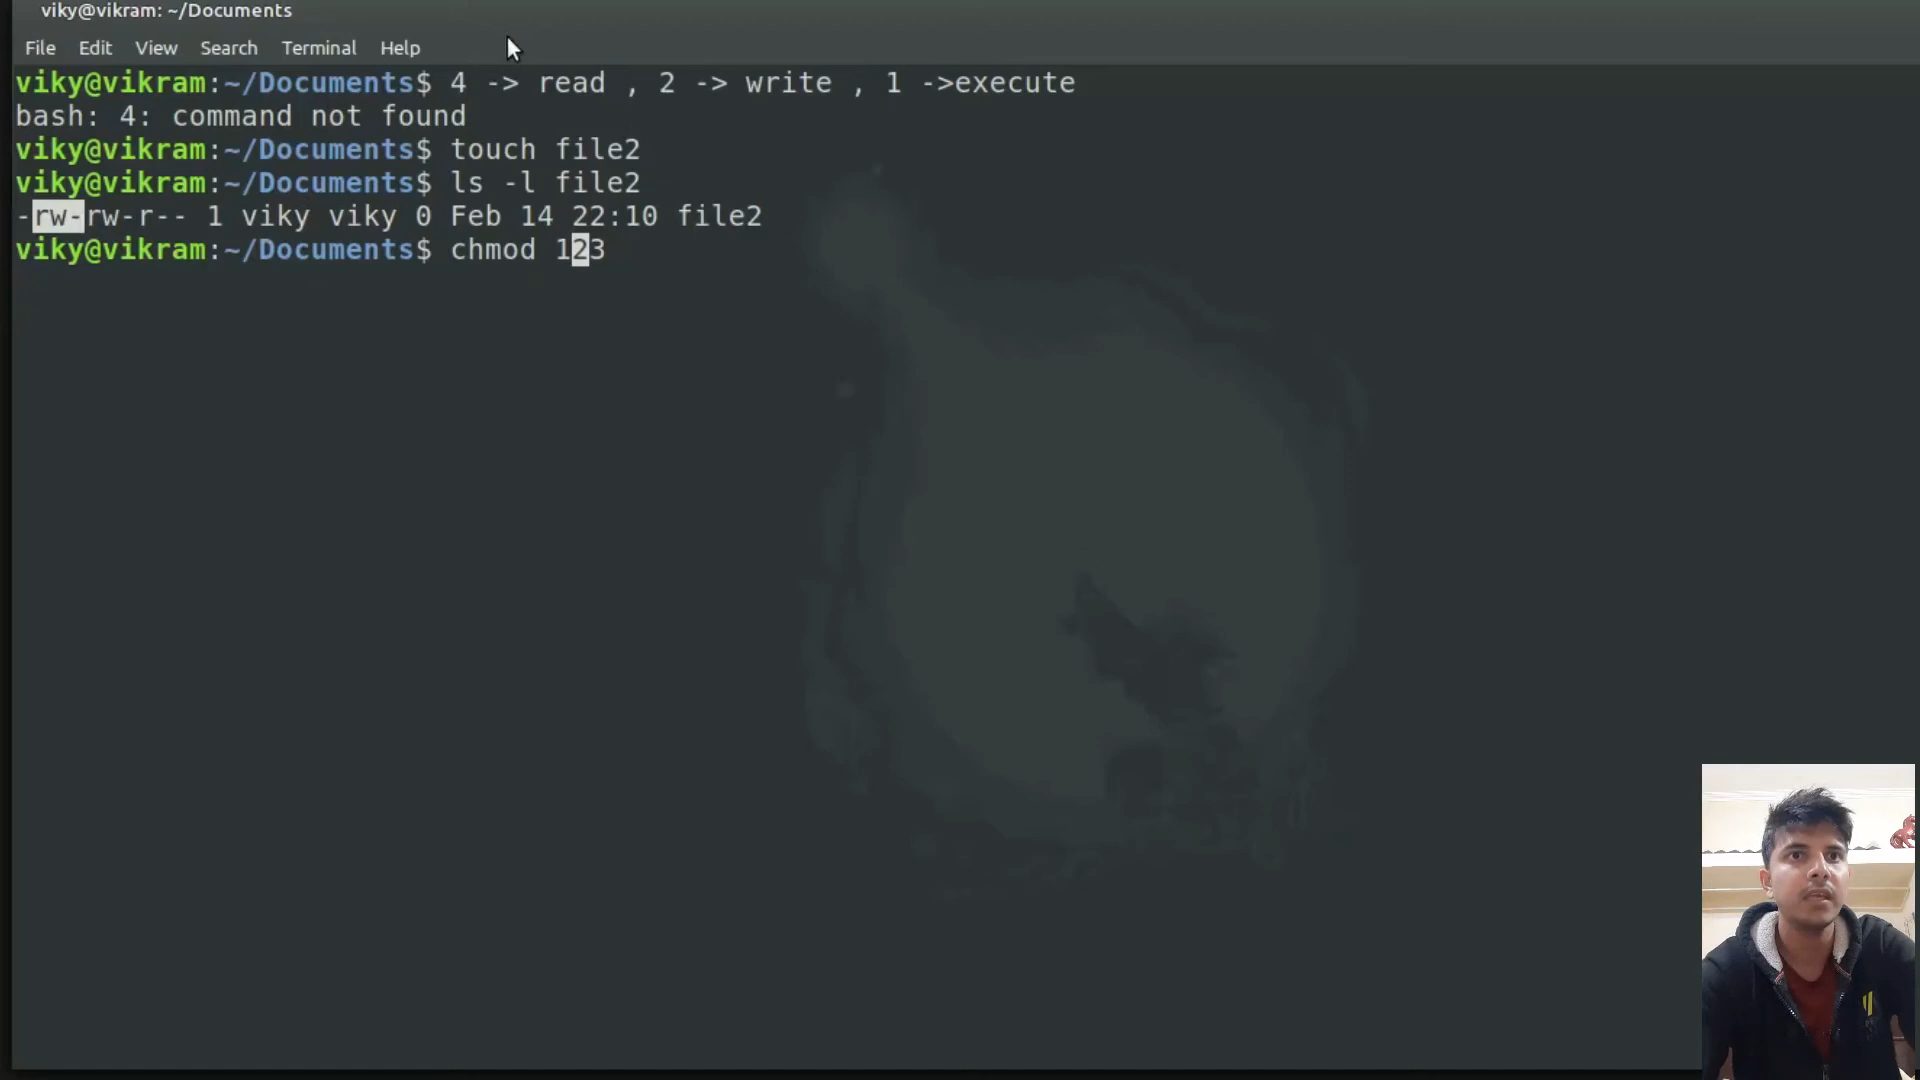 viky@vikram: ~/Documents
File Edit View Search Terminal Help
viky@vikram:~/Documents$ 4 -> read , 2 -> write , 1 ->execute
bash: 4: command not found
viky@vikram:~/Documents$ touch file2
viky@vikram:~/Documents$ ls -l file2
-rw-rw-r-- 1 viky viky 0 Feb 14 22:10 file2
viky@vikram:~/Documents$ chmod 123